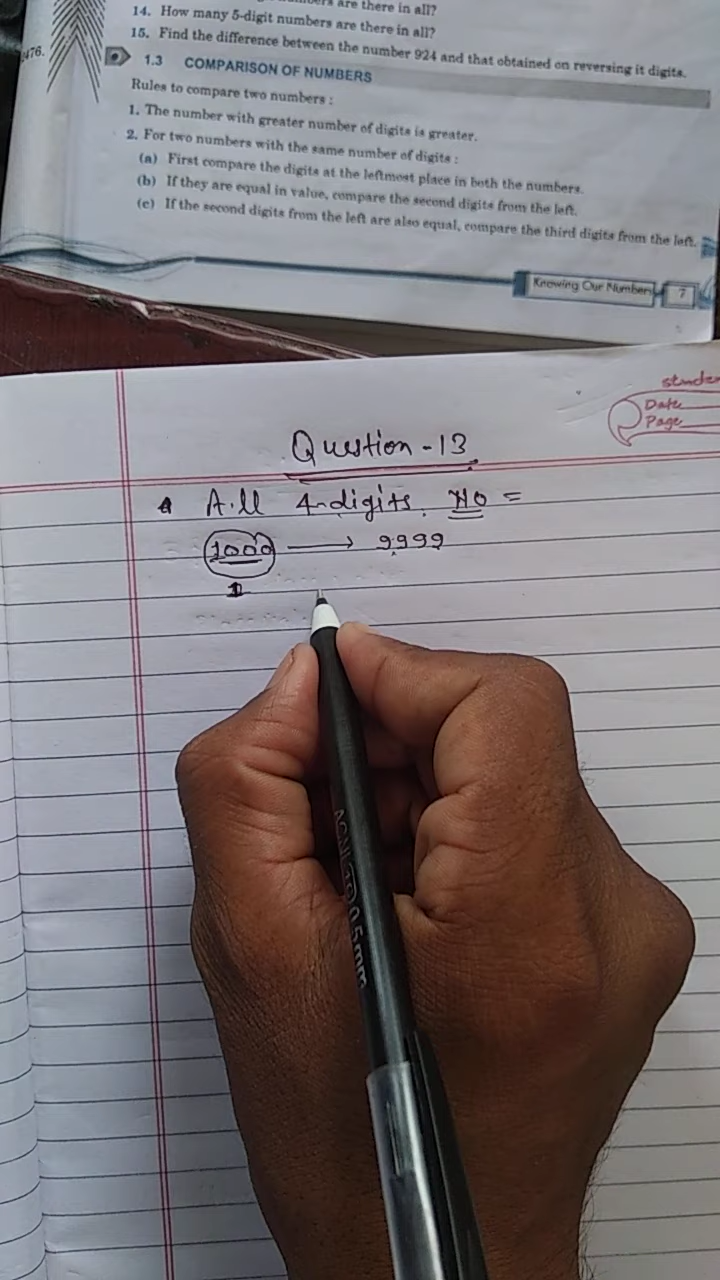 are there in all?
14. How many 5-digit numbers are there in all?
15. Find the difference between the number 924 and that obtained on reversing it digits.
476.
1.3 COMPARISON OF NUMBERS
Rules to compare two numbers :
1. The number with greater number of digits is greater.
2. For two numbers with the same number of digits :
(a) First compare the digits at the leftmost place in both the numbers.
(b) If they are equal in value, compare the second digits from the left.
(c) If the second digits from the left are also equal, compare the third digits from the left.
Knowing Our Numbers 7
Date
Page
Question-13
All 4-digits No =
1000 → 9999
1
0.5mm